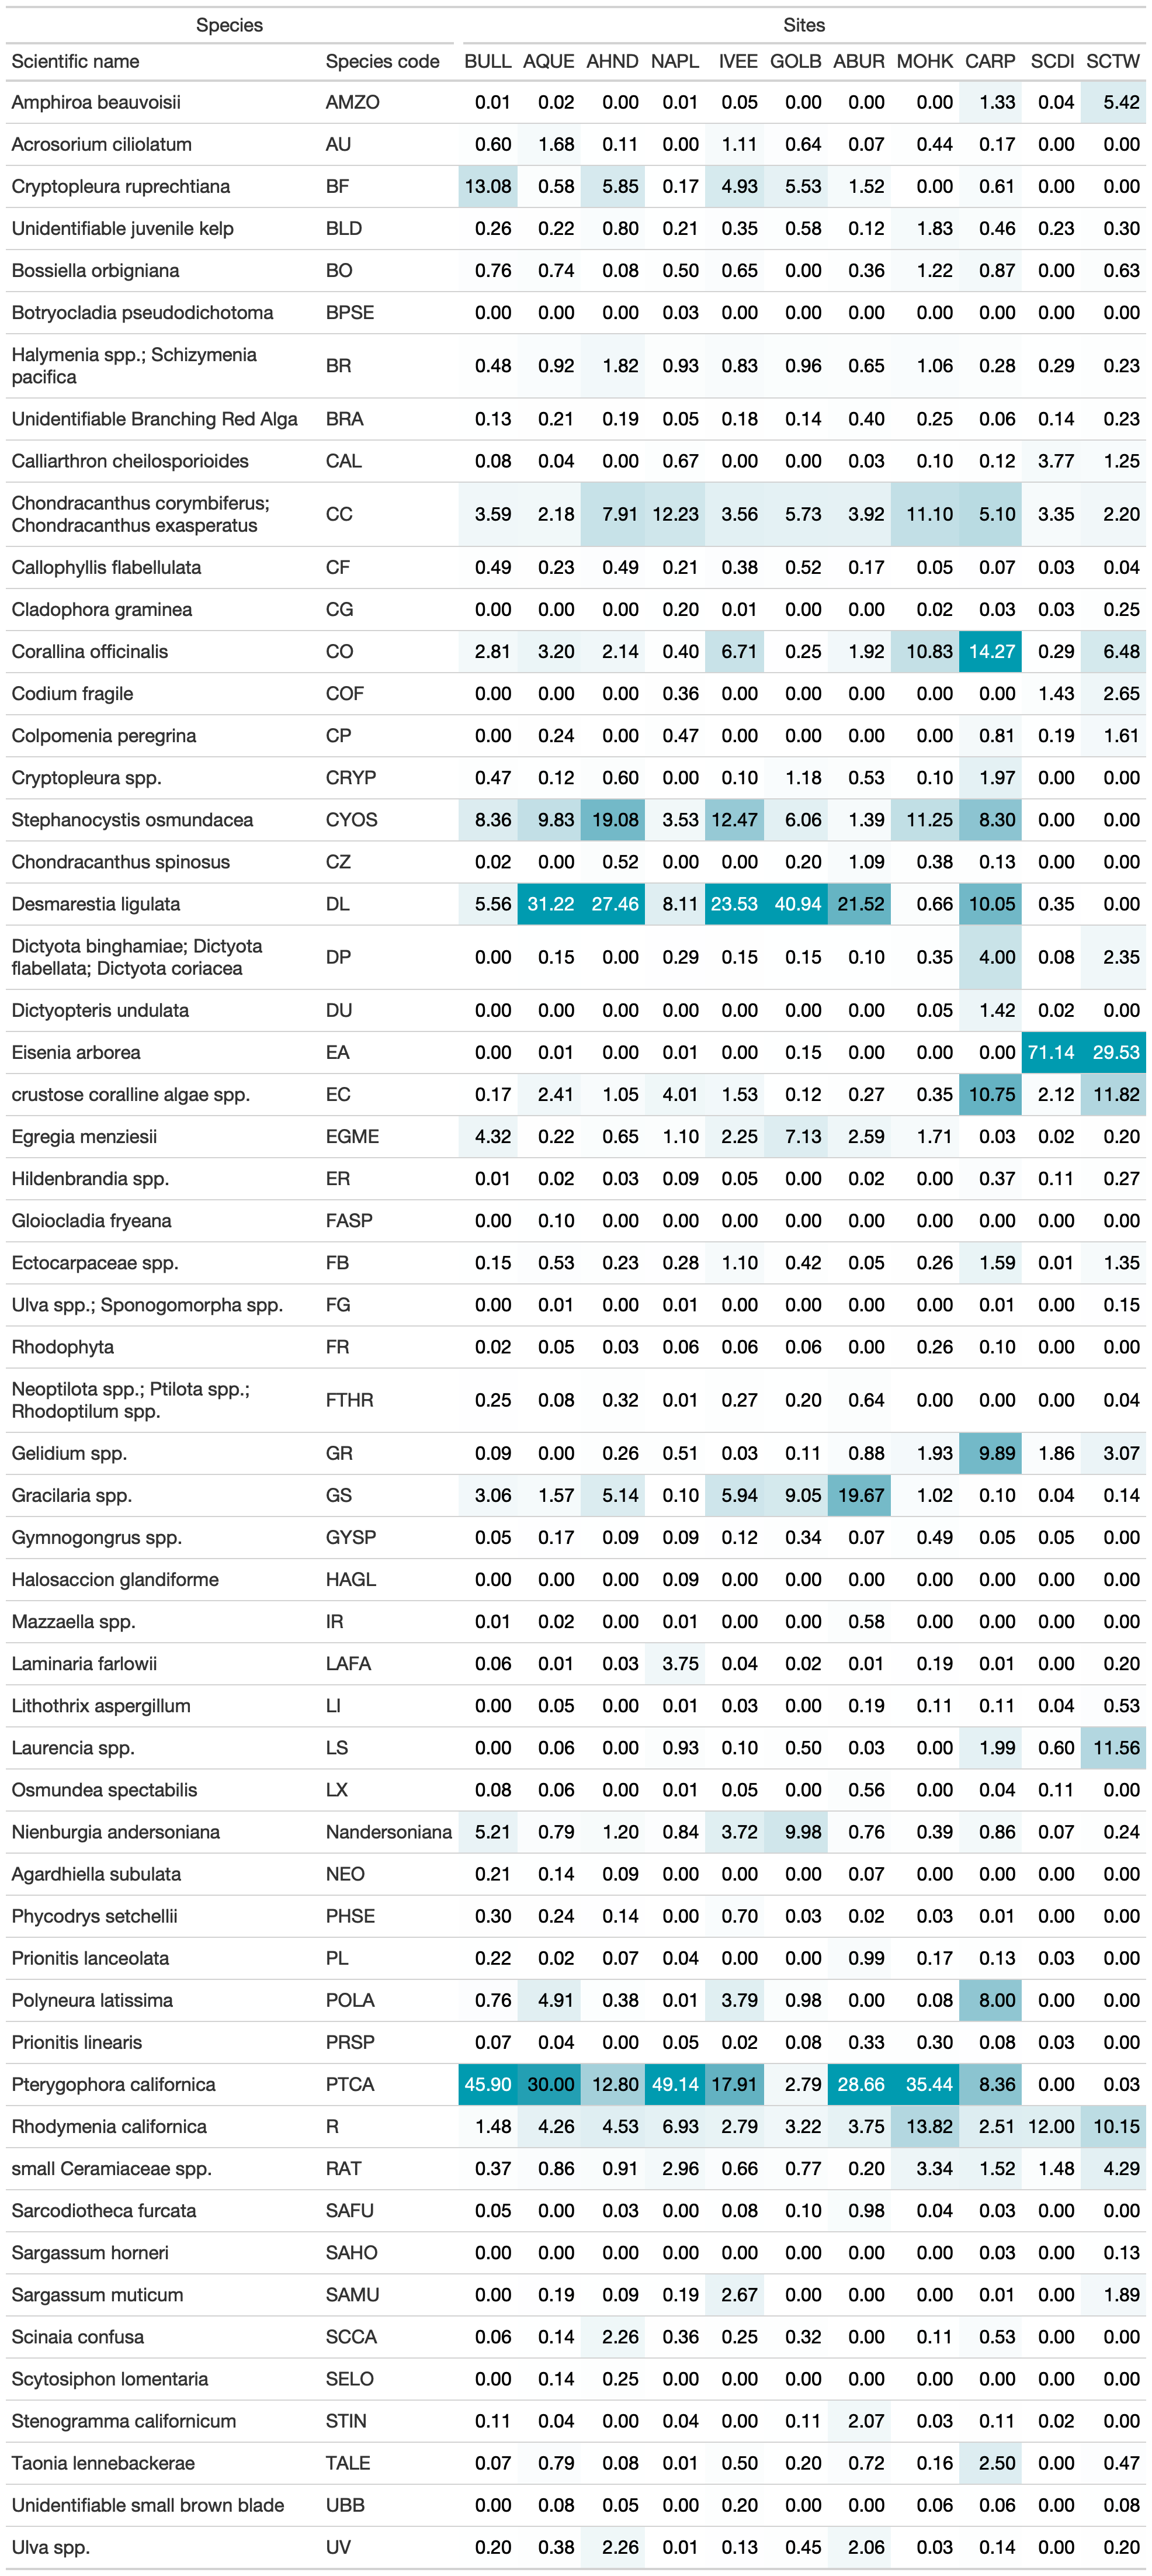 Species Sites
Scientific name Species code BULL AQUE AHND NAPL IVEE GOLB ABUR MOHK CARP SCDI SCTW
Amphiroa beauvoisii AMZO 0.01 0.02 0.00 0.01 0.05 0.00 0.00 0.00 1.33 0.04 5.42
Acrosorium ciliolatum AU 0.60 1.68 0.11 0.00 1.11 0.64 0.07 0.44 0.17 0.00 0.00
Cryptopleura ruprechtiana BF 13.08 0.58 5.85 0.17 4.93 5.53 1.52 0.00 0.61 0.00 0.00
Unidentifiable juvenile kelp BLD 0.26 0.22 0.80 0.21 0.35 0.58 0.12 1.83 0.46 0.23 0.30
Bossiella orbigniana BO 0.76 0.74 0.08 0.50 0.65 0.00 0.36 1.22 0.87 0.00 0.63
Botryocladia pseudodichotoma BPSE 0.00 0.00 0.00 0.03 0.00 0.00 0.00 0.00 0.00 0.00 0.00
Halymenia spp.; Schizymenia
pacifica BR 0.48 0.92 1.82 0.93 0.83 0.96 0.65 1.06 0.28 0.29 0.23
Unidentifiable Branching Red Alga BRA 0.13 0.21 0.19 0.05 0.18 0.14 0.40 0.25 0.06 0.14 0.23
Calliarthron cheilosporioides CAL 0.08 0.04 0.00 0.67 0.00 0.00 0.03 0.10 0.12 3.77 1.25
Chondracanthus corymbiferus;
Chondracanthus exasperatus CC 3.59 2.18 7.91 12.23 3.56 5.73 3.92 11.10 5.10 3.35 2.20
Callophyllis flabellulata CF 0.49 0.23 0.49 0.21 0.38 0.52 0.17 0.05 0.07 0.03 0.04
Cladophora graminea CG 0.00 0.00 0.00 0.20 0.01 0.00 0.00 0.02 0.03 0.03 0.25
Corallina officinalis CO 2.81 3.20 2.14 0.40 6.71 0.25 1.92 10.83 14.27 0.29 6.48
Codium fragile COF 0.00 0.00 0.00 0.36 0.00 0.00 0.00 0.00 0.00 1.43 2.65
Colpomenia peregrina CP 0.00 0.24 0.00 0.47 0.00 0.00 0.00 0.00 0.81 0.19 1.61
Cryptopleura spp. CRYP 0.47 0.12 0.60 0.00 0.10 1.18 0.53 0.10 1.97 0.00 0.00
Stephanocystis osmundacea CYOS 8.36 9.83 19.08 3.53 12.47 6.06 1.39 11.25 8.30 0.00 0.00
Chondracanthus spinosus CZ 0.02 0.00 0.52 0.00 0.00 0.20 1.09 0.38 0.13 0.00 0.00
Desmarestia ligulata DL 5.56 31.22 27.46 8.11 23.53 40.94 21.52 0.66 10.05 0.35 0.00
Dictyota binghamiae; Dictyota
flabellata; Dictyota coriacea DP 0.00 0.15 0.00 0.29 0.15 0.15 0.10 0.35 4.00 0.08 2.35
Dictyopteris undulata DU 0.00 0.00 0.00 0.00 0.00 0.00 0.00 0.05 1.42 0.02 0.00
Eisenia arborea EA 0.00 0.01 0.00 0.01 0.00 0.15 0.00 0.00 0.00 71.14 29.53
crustose coralline algae spp. EC 0.17 2.41 1.05 4.01 1.53 0.12 0.27 0.35 10.75 2.12 11.82
Egregia menziesii EGME 4.32 0.22 0.65 1.10 2.25 7.13 2.59 1.71 0.03 0.02 0.20
Hildenbrandia spp. ER 0.01 0.02 0.03 0.09 0.05 0.00 0.02 0.00 0.37 0.11 0.27
Gloiocladia fryeana FASP 0.00 0.10 0.00 0.00 0.00 0.00 0.00 0.00 0.00 0.00 0.00
Ectocarpaceae spp. FB 0.15 0.53 0.23 0.28 1.10 0.42 0.05 0.26 1.59 0.01 1.35
Ulva spp.; Sponogomorpha spp. FG 0.00 0.01 0.00 0.01 0.00 0.00 0.00 0.00 0.01 0.00 0.15
Rhodophyta FR 0.02 0.05 0.03 0.06 0.06 0.06 0.00 0.26 0.10 0.00 0.00
Neoptilota spp.; Ptilota spp.;
Rhodoptilum spp. FTHR 0.25 0.08 0.32 0.01 0.27 0.20 0.64 0.00 0.00 0.00 0.04
Gelidium spp. GR 0.09 0.00 0.26 0.51 0.03 0.11 0.88 1.93 9.89 1.86 3.07
Gracilaria spp. GS 3.06 1.57 5.14 0.10 5.94 9.05 19.67 1.02 0.10 0.04 0.14
Gymnogongrus spp. GYSP 0.05 0.17 0.09 0.09 0.12 0.34 0.07 0.49 0.05 0.05 0.00
Halosaccion glandiforme HAGL 0.00 0.00 0.00 0.09 0.00 0.00 0.00 0.00 0.00 0.00 0.00
Mazzaella spp. IR 0.01 0.02 0.00 0.01 0.00 0.00 0.58 0.00 0.00 0.00 0.00
Laminaria farlowii LAFA 0.06 0.01 0.03 3.75 0.04 0.02 0.01 0.19 0.01 0.00 0.20
Lithothrix aspergillum LI 0.00 0.05 0.00 0.01 0.03 0.00 0.19 0.11 0.11 0.04 0.53
Laurencia spp. LS 0.00 0.06 0.00 0.93 0.10 0.50 0.03 0.00 1.99 0.60 11.56
Osmundea spectabilis LX 0.08 0.06 0.00 0.01 0.05 0.00 0.56 0.00 0.04 0.11 0.00
Nienburgia andersoniana Nandersoniana 5.21 0.79 1.20 0.84 3.72 9.98 0.76 0.39 0.86 0.07 0.24
Agardhiella subulata NEO 0.21 0.14 0.09 0.00 0.00 0.00 0.07 0.00 0.00 0.00 0.00
Phycodrys setchellii PHSE 0.30 0.24 0.14 0.00 0.70 0.03 0.02 0.03 0.01 0.00 0.00
Prionitis lanceolata PL 0.22 0.02 0.07 0.04 0.00 0.00 0.99 0.17 0.13 0.03 0.00
Polyneura latissima POLA 0.76 4.91 0.38 0.01 3.79 0.98 0.00 0.08 8.00 0.00 0.00
Prionitis linearis PRSP 0.07 0.04 0.00 0.05 0.02 0.08 0.33 0.30 0.08 0.03 0.00
Pterygophora californica PTCA 45.90 30.00 12.80 49.14 17.91 2.79 28.66 35.44 8.36 0.00 0.03
Rhodymenia californica R 1.48 4.26 4.53 6.93 2.79 3.22 3.75 13.82 2.51 12.00 10.15
small Ceramiaceae spp. RAT 0.37 0.86 0.91 2.96 0.66 0.77 0.20 3.34 1.52 1.48 4.29
Sarcodiotheca furcata SAFU 0.05 0.00 0.03 0.00 0.08 0.10 0.98 0.04 0.03 0.00 0.00
Sargassum horneri SAHO 0.00 0.00 0.00 0.00 0.00 0.00 0.00 0.00 0.03 0.00 0.13
Sargassum muticum SAMU 0.00 0.19 0.09 0.19 2.67 0.00 0.00 0.00 0.01 0.00 1.89
Scinaia confusa SCCA 0.06 0.14 2.26 0.36 0.25 0.32 0.00 0.11 0.53 0.00 0.00
Scytosiphon lomentaria SELO 0.00 0.14 0.25 0.00 0.00 0.00 0.00 0.00 0.00 0.00 0.00
Stenogramma californicum STIN 0.11 0.04 0.00 0.04 0.00 0.11 2.07 0.03 0.11 0.02 0.00
Taonia lennebackerae TALE 0.07 0.79 0.08 0.01 0.50 0.20 0.72 0.16 2.50 0.00 0.47
Unidentifiable small brown blade UBB 0.00 0.08 0.05 0.00 0.20 0.00 0.00 0.06 0.06 0.00 0.08
Ulva spp. UV 0.20 0.38 2.26 0.01 0.13 0.45 2.06 0.03 0.14 0.00 0.20